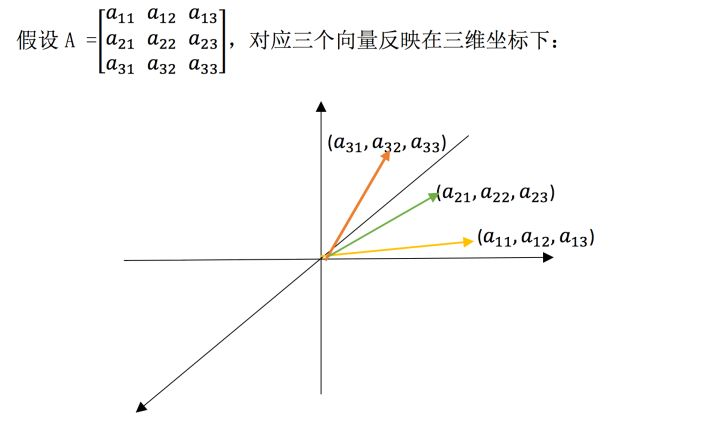 假设 A =[a₁₁ a₁₂ a₁₃
a₂₁ a₂₂ a₂₃
a₃₁ a₃₂ a₃₃]，对应三个向量反映在三维坐标下：
(a₃₁, a₃₂, a₃₃)
(a₂₁, a₂₂, a₂₃)
(a₁₁, a₁₂, a₁₃)